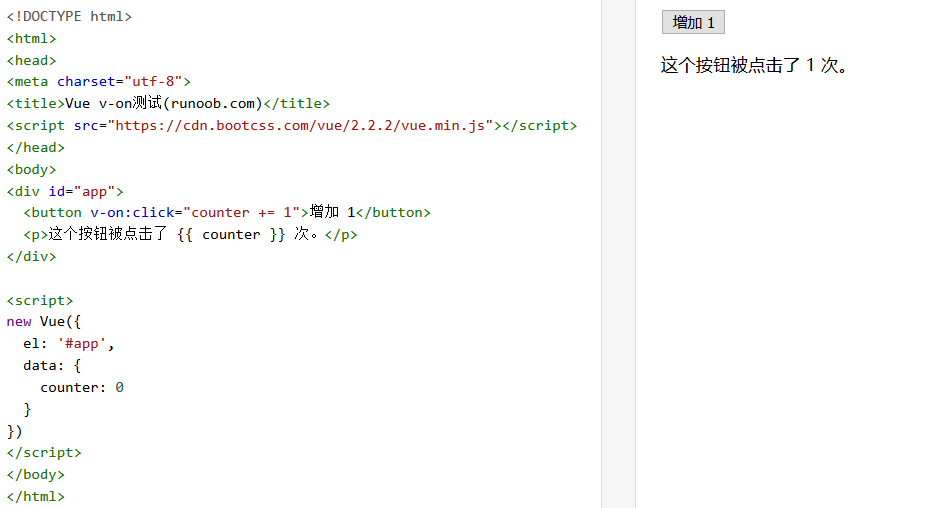 <!DOCTYPE html>
<html>
<head>
<meta charset="utf-8">
<title>Vue v-on测试(runoob.com)</title>
<script src="https://cdn.bootcss.com/vue/2.2.2/vue.min.js"></script>
</head>
<body>
<div id="app">
  <button v-on:click="counter += 1">增加 1</button>
  <p>这个按钮被点击了 {{ counter }} 次。</p>
</div>

<script>
new Vue({
  el: '#app',
  data: {
    counter: 0
  }
})
</script>
</body>
</html>
增加 1
这个按钮被点击了 1 次。